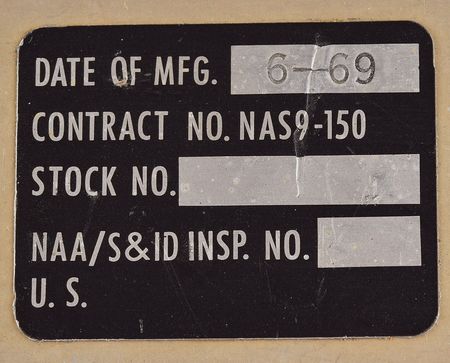 DATE OF MFG. 6-69
CONTRACT NO. NAS9-150
STOCK NO.
NAA/S&ID INSP. NO.
U. S.